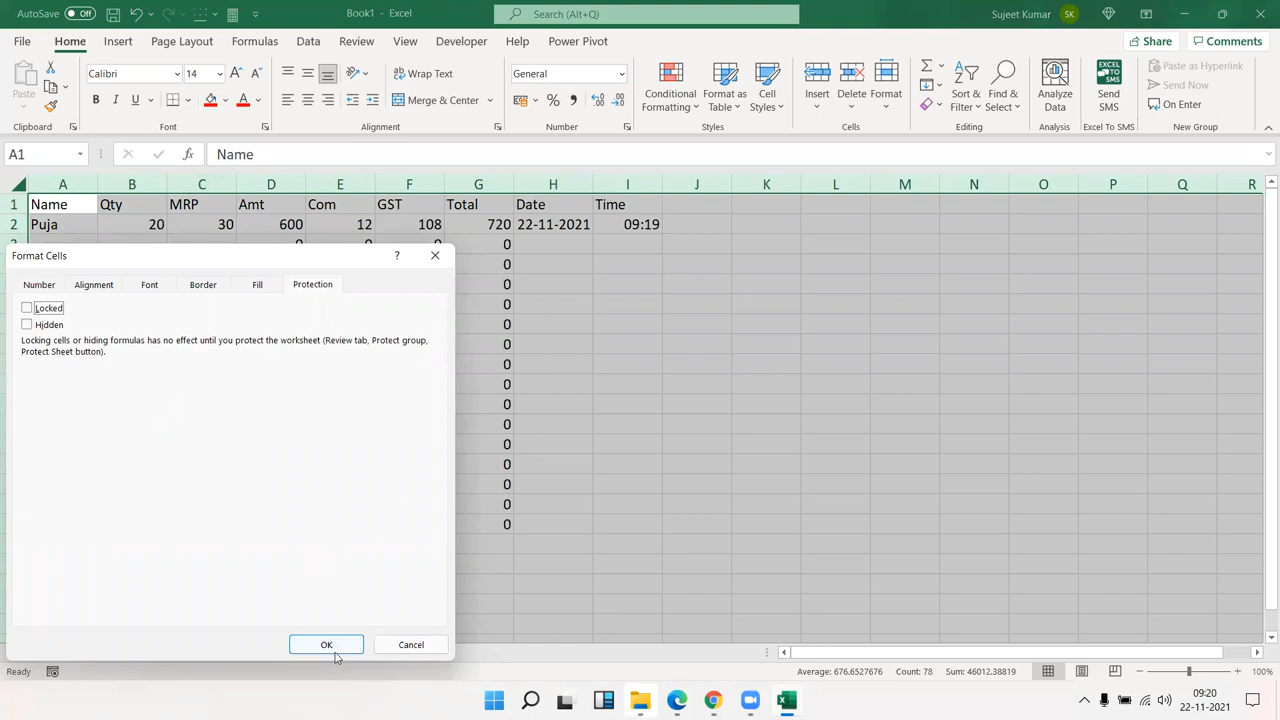 AutoSave Off Book1 - Excel Search (Alt+Q) Sujeet Kumar SK
File Home Insert Page Layout Formulas Data Review View Developer Help Power Pivot Share Comments
Paste Calibri 14 Wrap Text General Conditional Formatting Format as Table Cell Styles Insert Delete Format Sort & Filter Find & Select Analyze Data Send SMS Paste as Hyperlink
B I U Merge & Center Send Now
On Enter
Clipboard Font Alignment Number Styles Cells Editing Analysis Excel To SMS New Group
A1 fx Name
A B C D E F G H I J K L M N O P Q R
1 Name Qty MRP Amt Com GST Total Date Time
2 Puja 20 30 600 12 108 720 22-11-2021 09:19
0 0 0 0
Format Cells ?
0
Number Alignment Font Border Fill Protection 0
0
Locked
0
Hidden
0
Locking cells or hiding formulas has no effect until you protect the worksheet (Review tab, Protect group,
Protect Sheet button).
0
0
0
0
0
0
0
0
0
OK Cancel
Ready Average: 676.6527676 Count: 78 Sum: 46012.38819 100%
09:20
22-11-2021